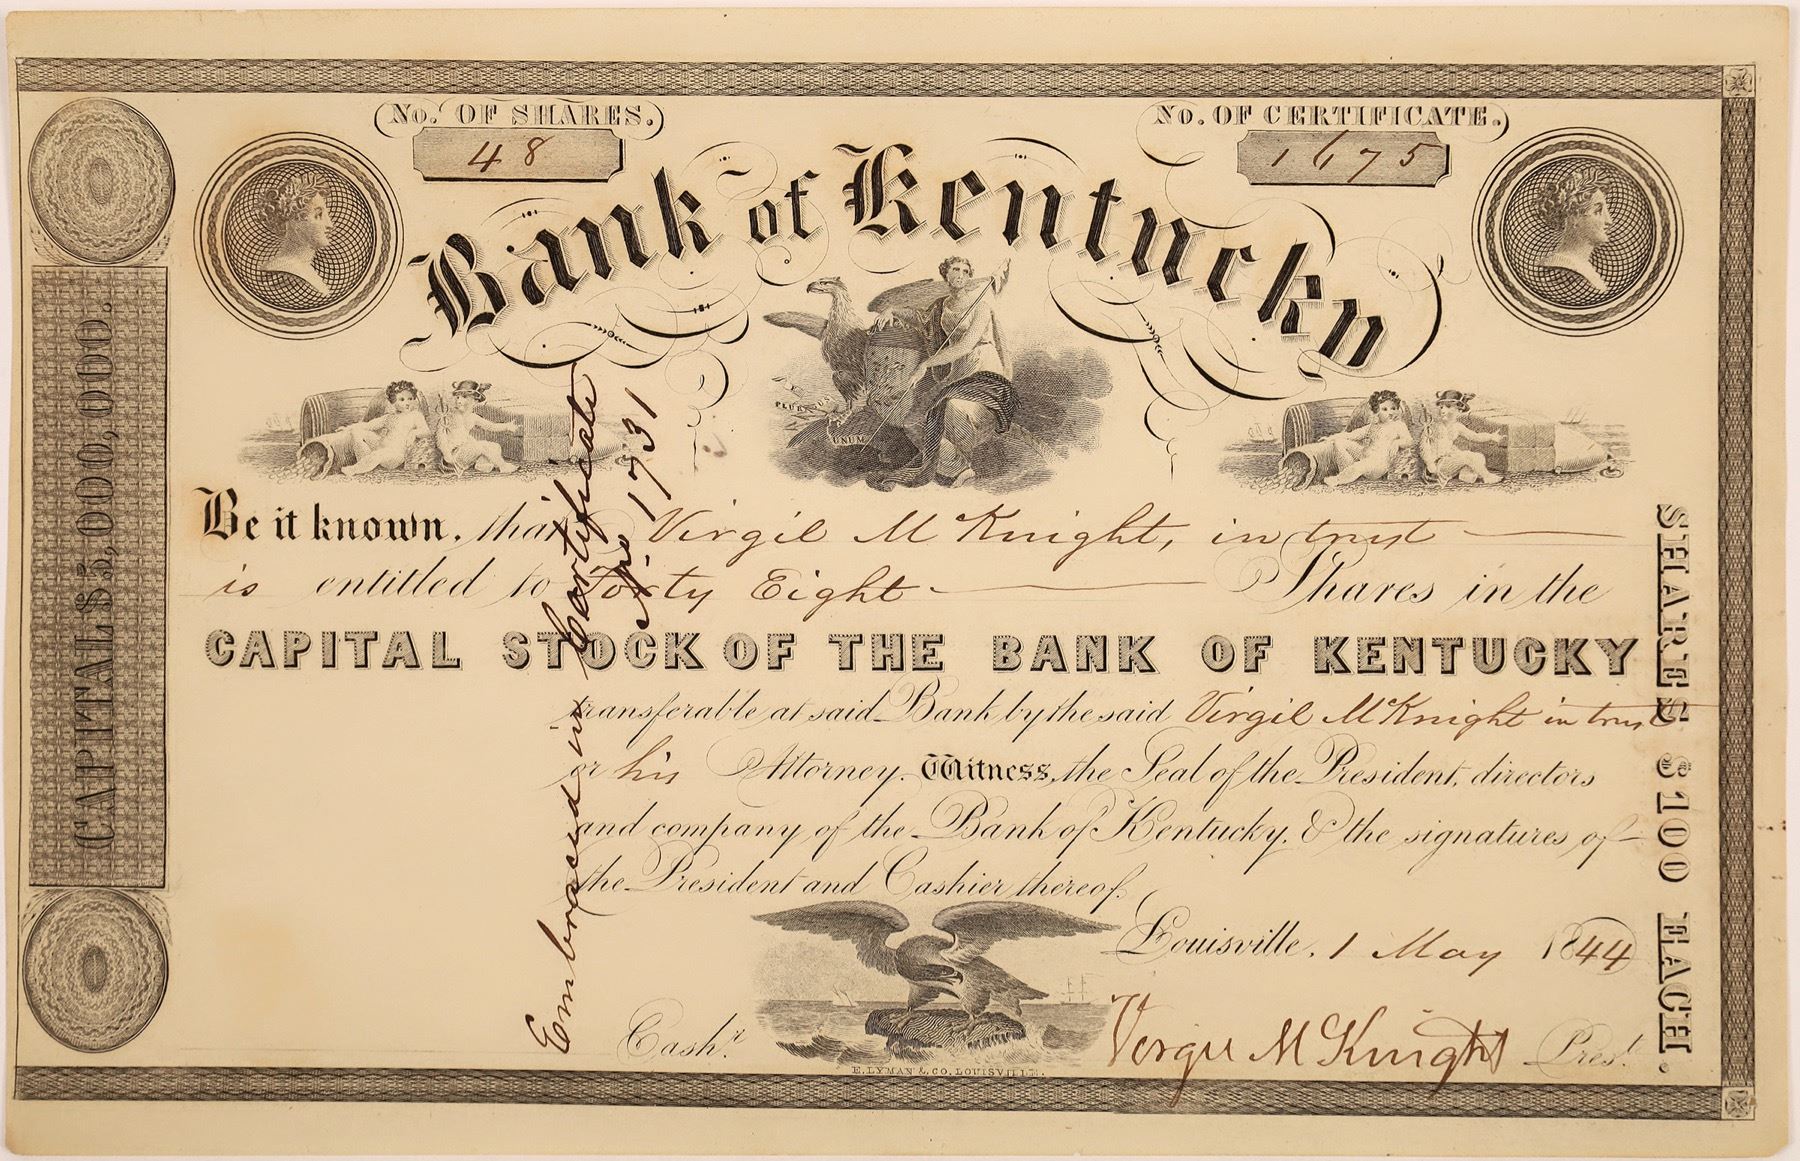 No. OF SHARES.
48
No. OF CERTIFICATE.
1675
Bank of Kentucky
PLURIBUS
UNUM
Be it known, that Virgil McKnight, in trust
is entitled to Forty Eight Shares in the
CAPITAL STOCK OF THE BANK OF KENTUCKY
transferable at said Bank by the said Virgil McKnight in trust
or his Attorney. Witness, the Seal of the President, directors
and company of the Bank of Kentucky, & the signatures of
the President and Cashier thereof.
Louisville, 1 May 1844
Cashr.
Virgil McKnight Prest.
E. LYMAN & CO. LOUISVILLE.
CAPITAL $5,000,000.
SHARES $100 EACH.
Embraced in Certificate
No 1731